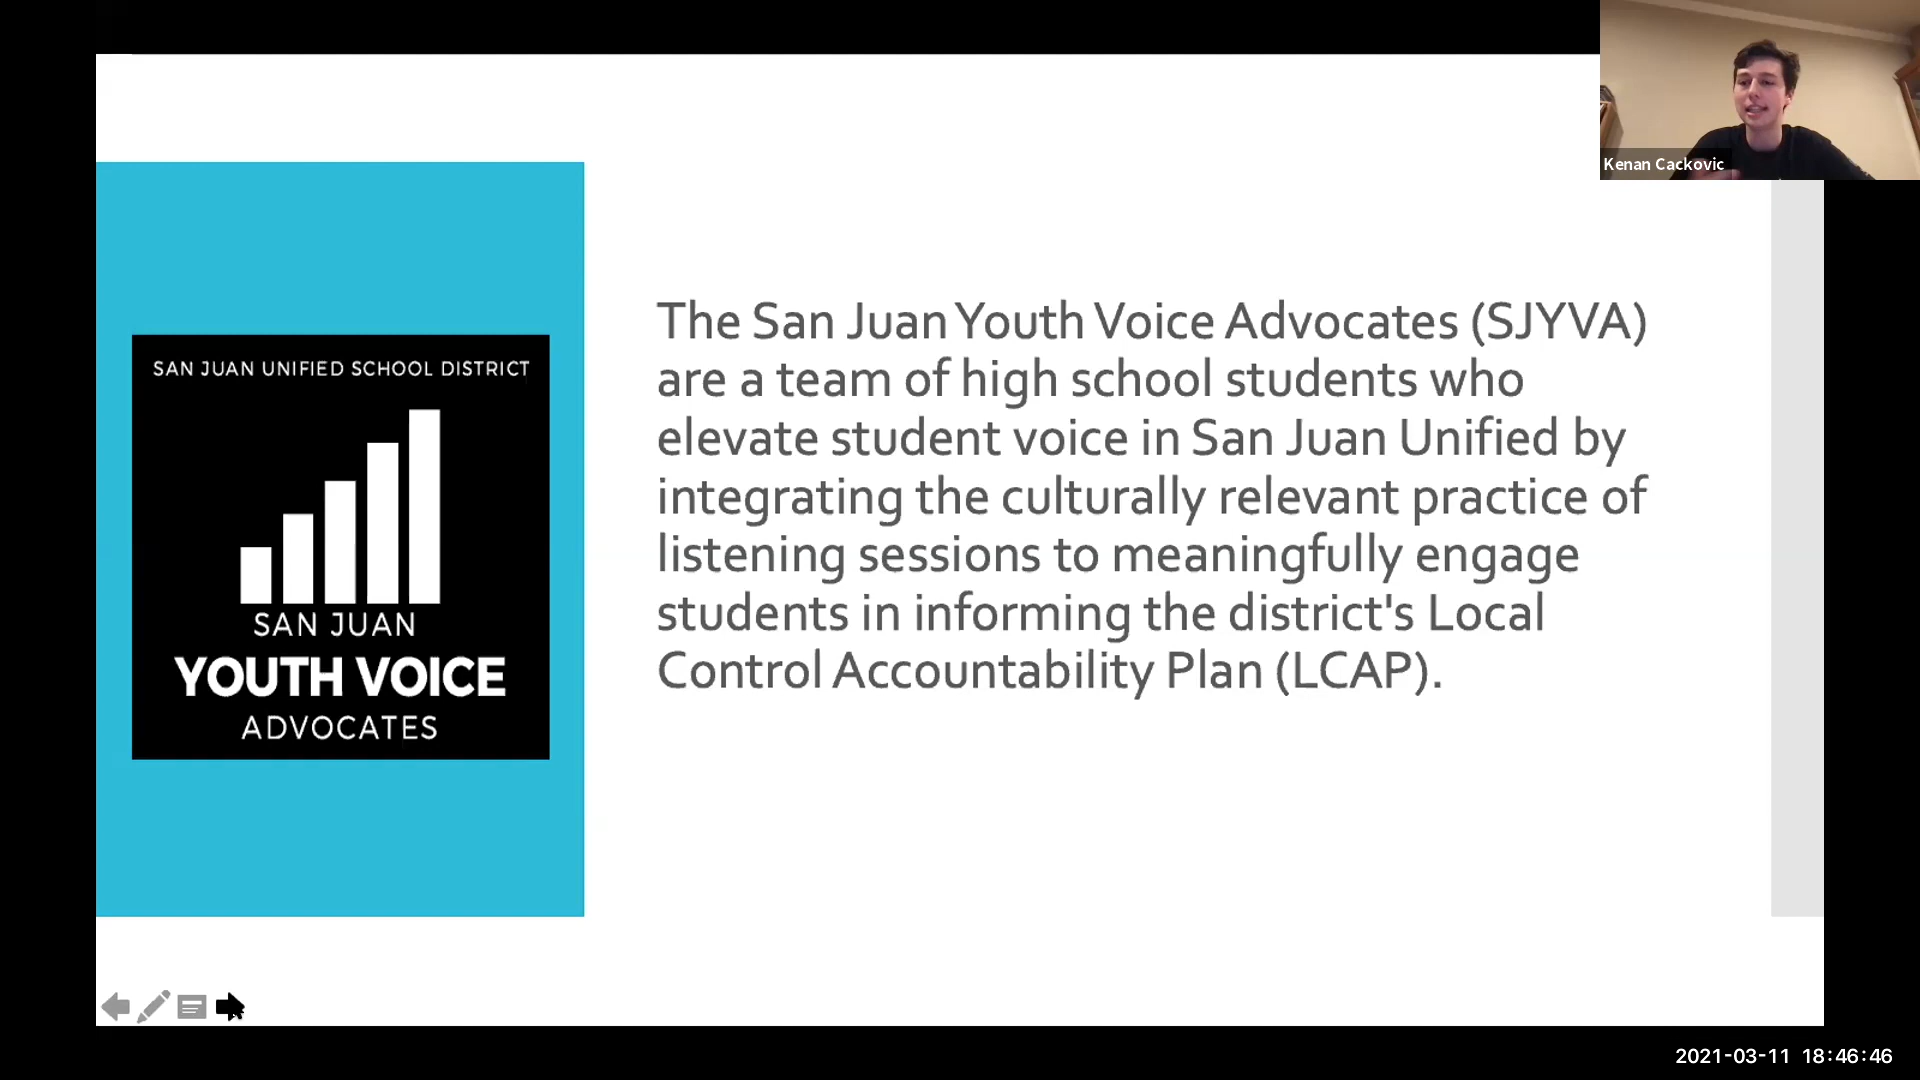 Kenan Cackovic
SAN JUAN UNIFIED SCHOOL DISTRICT
SAN JUAN
YOUTH VOICE
ADVOCATES
The San Juan Youth Voice Advocates (SJYVA)
are a team of high school students who
elevate student voice in San Juan Unified by
integrating the culturally relevant practice of
listening sessions to meaningfully engage
students in informing the district's Local
Control Accountability Plan (LCAP).
2021-03-11 18:46:46